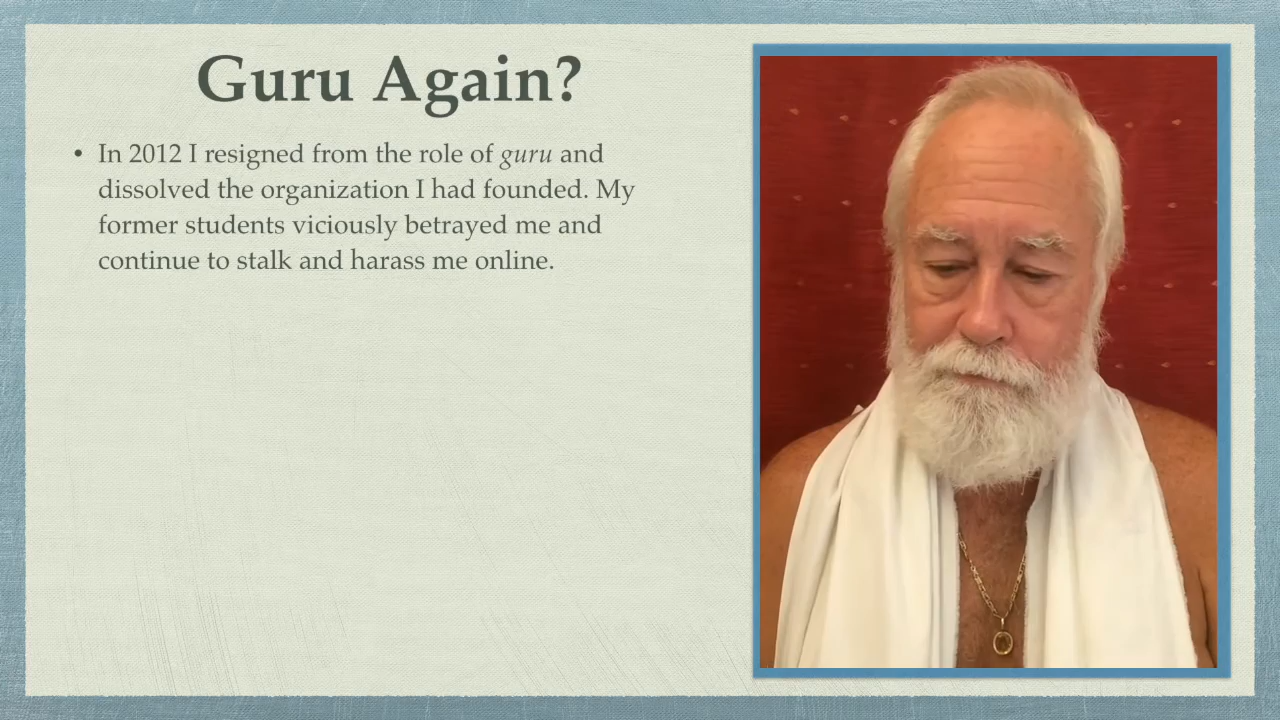 Guru Again?
• In 2012 I resigned from the role of guru and
dissolved the organization I had founded. My
former students viciously betrayed me and
continue to stalk and harass me online.